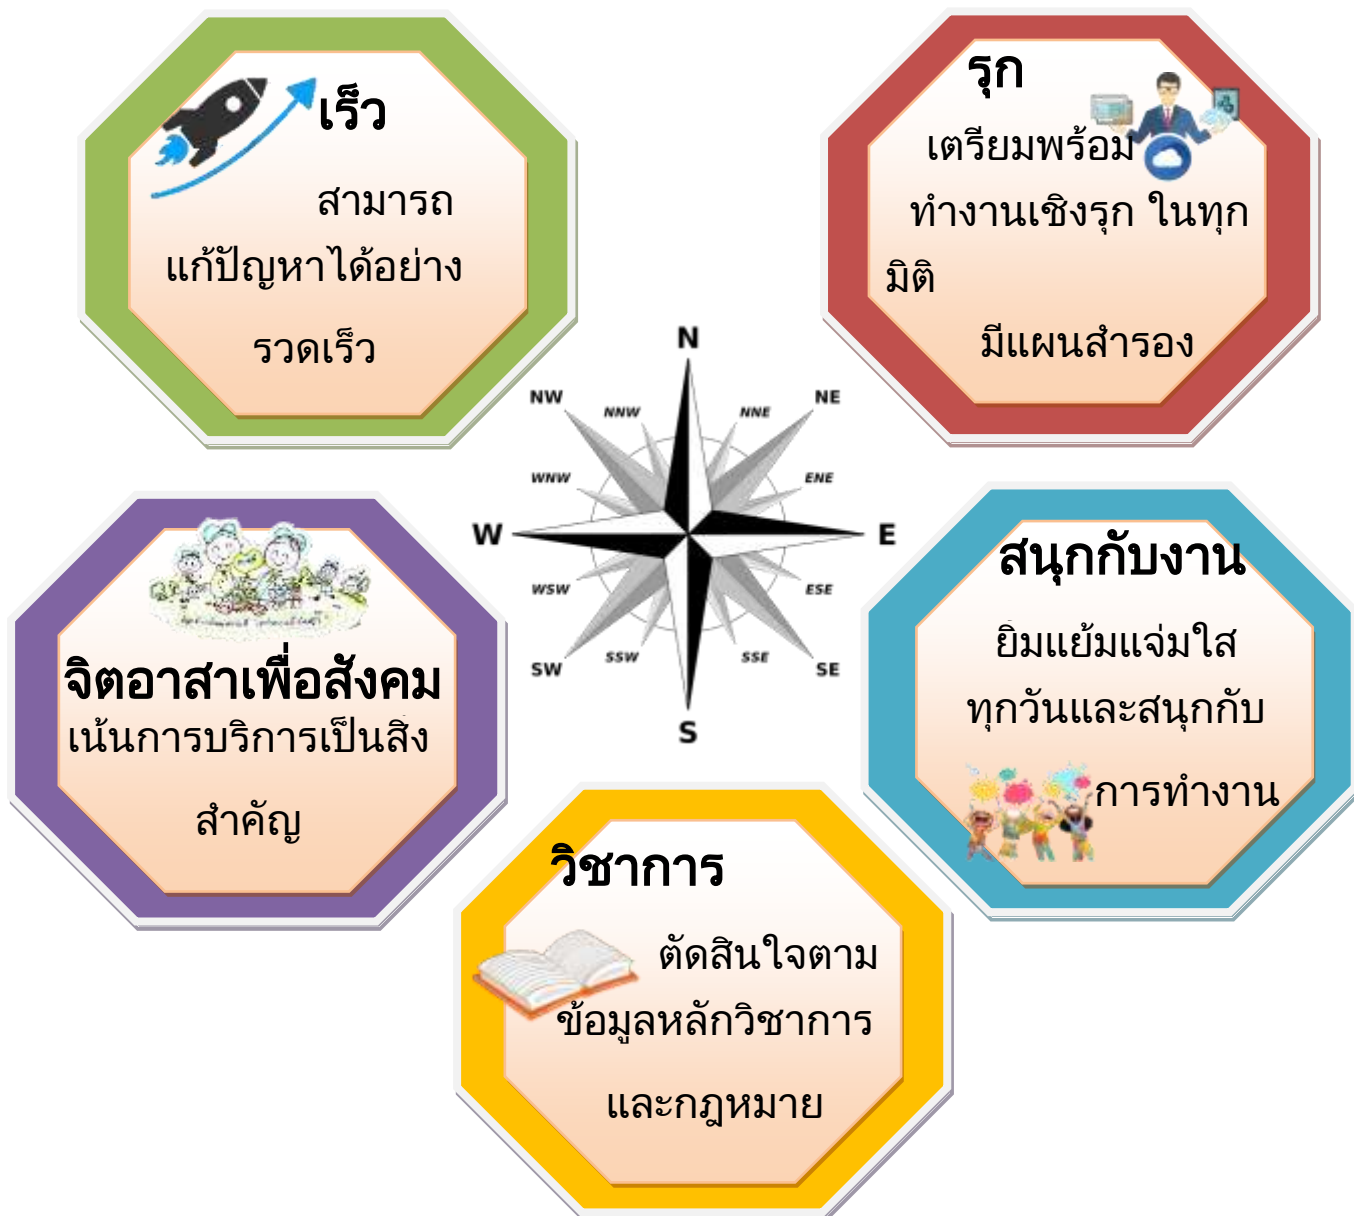 เร็ว
สามารถ
แก้ปัญหาได้อย่าง
รวดเร็ว
รุก
เตรียมพร้อม
ทำงานเชิงรุก ในทุก
มิติ
มีแผนสำรอง
N
NW
NNW
NNE
NE
WNW
ENE
W
E
WSW
ESE
SW
SSW
SSE
SE
S
จิตอาสาเพื่อสังคม
เน้นการบริการเป็นสิ่ง
สำคัญ
สนุกกับงาน
ยิ้มแย้มแจ่มใส
ทุกวันและสนุกกับ
การทำงาน
วิชาการ
ตัดสินใจตาม
ข้อมูลหลักวิชาการ
และกฎหมาย